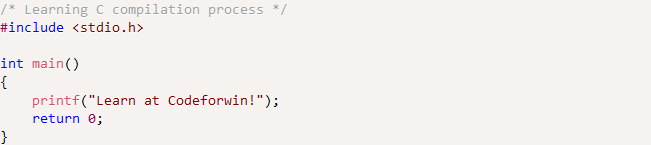 /* Learning C compilation process */
#include <stdio.h>

int main()
{
    printf("Learn at Codeforwin!");
    return 0;
}